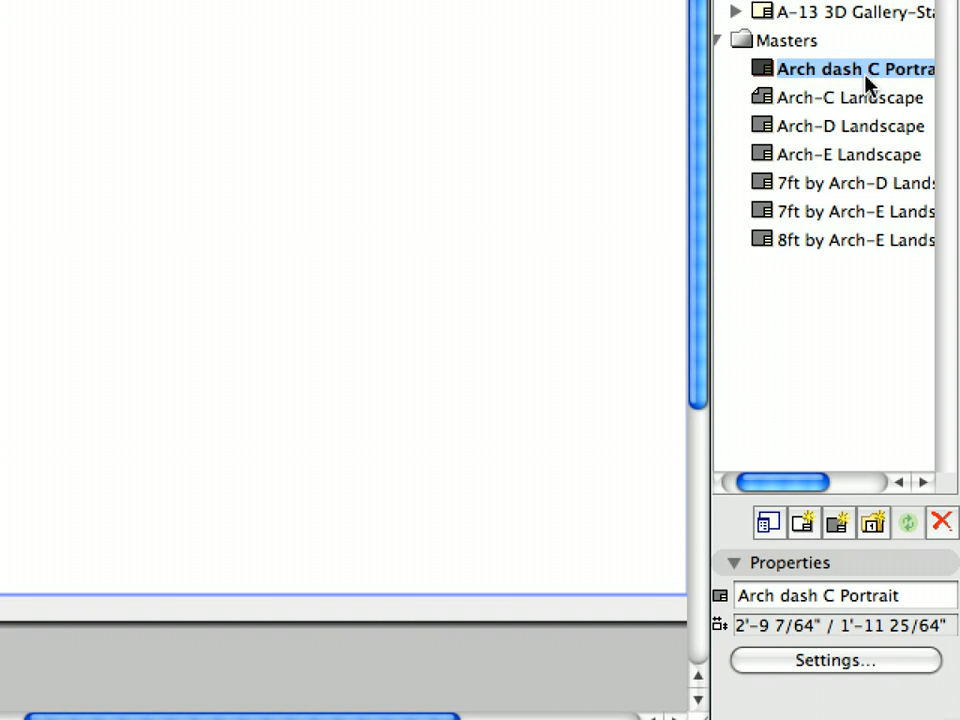 A-13 3D Gallery-Sta
Masters
Arch dash C Portra
Arch-C Landscape
Arch-D Landscape
Arch-E Landscape
7ft by Arch-D Lands
7ft by Arch-E Lands
8ft by Arch-E Lands
Properties
Arch dash C Portrait
2'-9 7/64" / 1'-11 25/64"
Settings...